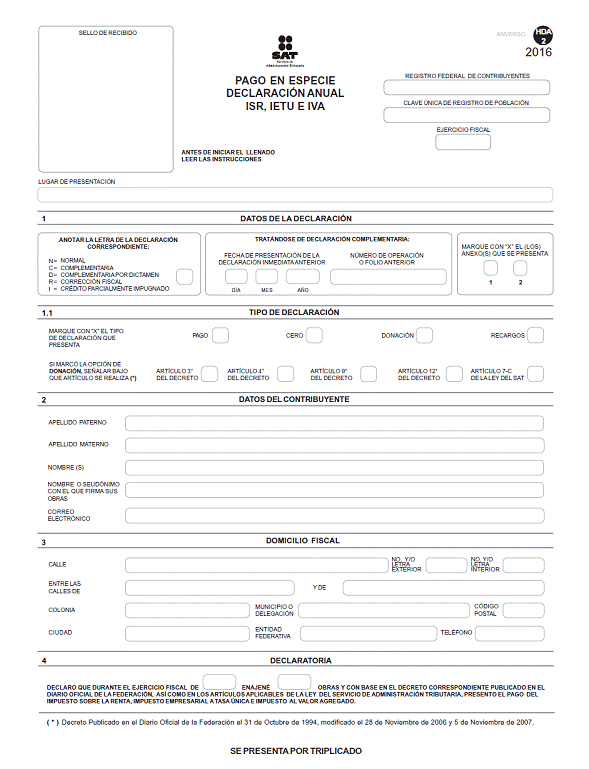 SELLO DE RECIBIDO
SAT
Servicio de
Administración Tributaria
ANVERSO
HDA
2
2016
PAGO EN ESPECIE
DECLARACIÓN ANUAL
ISR, IETU E IVA
REGISTRO FEDERAL DE CONTRIBUYENTES
CLAVE ÚNICA DE REGISTRO DE POBLACIÓN
EJERCICIO FISCAL
ANTES DE INICIAR EL LLENADO
LEER LAS INSTRUCCIONES
LUGAR DE PRESENTACIÓN
1 DATOS DE LA DECLARACIÓN
ANOTAR LA LETRA DE LA DECLARACIÓN
CORRESPONDIENTE:
N= NORMAL
C= COMPLEMENTARIA
D= COMPLEMENTARIA POR DICTAMEN
R= CORRECCIÓN FISCAL
I = CRÉDITO PARCIALMENTE IMPUGNADO
TRATÁNDOSE DE DECLARACIÓN COMPLEMENTARIA:
FECHA DE PRESENTACIÓN DE LA
DECLARACIÓN INMEDIATA ANTERIOR
DÍA MES AÑO
NÚMERO DE OPERACIÓN
O FOLIO ANTERIOR
MARQUE CON "X" EL (LOS)
ANEXO(S) QUE SE PRESENTA
1 2
1.1 TIPO DE DECLARACIÓN
MARQUE CON "X" EL TIPO
DE DECLARACIÓN QUE
PRESENTA
PAGO CERO DONACIÓN RECARGOS
SI MARCÓ LA OPCIÓN DE
DONACIÓN, SEÑALAR BAJO
QUE ARTÍCULO SE REALIZA (*)
ARTÍCULO 3°
DEL DECRETO
ARTÍCULO 4°
DEL DECRETO
ARTÍCULO 9°
DEL DECRETO
ARTÍCULO 12°
DEL DECRETO
ARTÍCULO 7-C
DE LA LEY DEL SAT
2 DATOS DEL CONTRIBUYENTE
APELLIDO PATERNO
APELLIDO MATERNO
NOMBRE (S)
NOMBRE O SEUDÓNIMO
CON EL QUE FIRMA SUS
OBRAS
CORREO
ELECTRÓNICO
3 DOMICILIO FISCAL
CALLE
NO. Y/O
LETRA
EXTERIOR
NO. Y/O
LETRA
INTERIOR
ENTRE LAS
CALLES DE
Y DE
COLONIA
MUNICIPIO O
DELEGACIÓN
CÓDIGO
POSTAL
CIUDAD
ENTIDAD
FEDERATIVA
TELÉFONO
4 DECLARATORIA
DECLARO QUE DURANTE EL EJERCICIO FISCAL DE ENAJENÉ OBRAS Y CON BASE EN EL DECRETO CORRESPONDIENTE PUBLICADO EN EL
DIARIO OFICIAL DE LA FEDERACIÓN, ASÍ COMO EN LOS ARTÍCULOS APLICABLES DE LA LEY DEL SERVICIO DE ADMINISTRACIÓN TRIBUTARIA, PRESENTO EL PAGO DEL
IMPUESTO SOBRE LA RENTA, IMPUESTO EMPRESARIAL A TASA ÚNICA E IMPUESTO AL VALOR AGREGADO.
( * ) Decreto Publicado en el Diario Oficial de la Federación el 31 de Octubre de 1994, modificado el 28 de Noviembre de 2006 y 5 de Noviembre de 2007.
SE PRESENTA POR TRIPLICADO